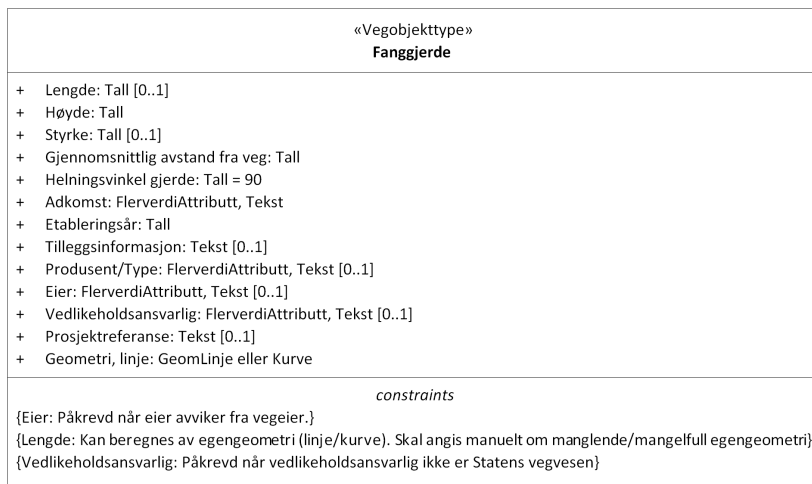 «Vegobjekttype»
Fanggjerde
+ Lengde: Tall [0..1]
+ Høyde: Tall
+ Styrke: Tall [0..1]
+ Gjennomsnittlig avstand fra veg: Tall
+ Helningsvinkel gjerde: Tall = 90
+ Adkomst: FlerverdiAttributt, Tekst
+ Etableringsår: Tall
+ Tilleggsinformasjon: Tekst [0..1]
+ Produsent/Type: FlerverdiAttributt, Tekst [0..1]
+ Eier: FlerverdiAttributt, Tekst [0..1]
+ Vedlikeholdsansvarlig: FlerverdiAttributt, Tekst [0..1]
+ Prosjektreferanse: Tekst [0..1]
+ Geometri, linje: GeomLinje eller Kurve
constraints
{Eier: Påkrevd når eier avviker fra vegeier.}
{Lengde: Kan beregnes av egengeometri (linje/kurve). Skal angis manuelt om manglende/mangelfull egengeometri}
{Vedlikeholdsansvarlig: Påkrevd når vedlikeholdsansvarlig ikke er Statens vegvesen}